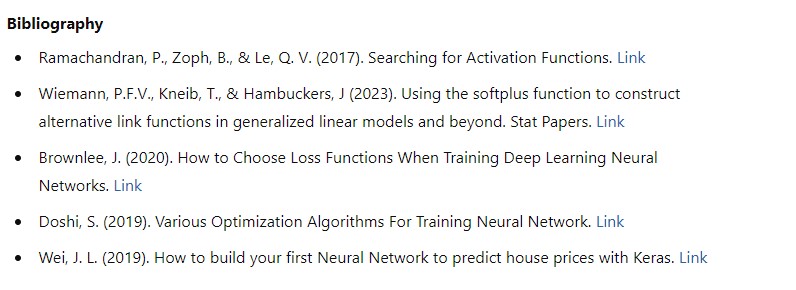 Bibliography
• Ramachandran, P., Zoph, B., & Le, Q. V. (2017). Searching for Activation Functions. Link
• Wiemann, P.F.V., Kneib, T., & Hambuckers, J (2023). Using the softplus function to construct
alternative link functions in generalized linear models and beyond. Stat Papers. Link
• Brownlee, J. (2020). How to Choose Loss Functions When Training Deep Learning Neural
Networks. Link
• Doshi, S. (2019). Various Optimization Algorithms For Training Neural Network. Link
• Wei, J. L. (2019). How to build your first Neural Network to predict house prices with Keras. Link